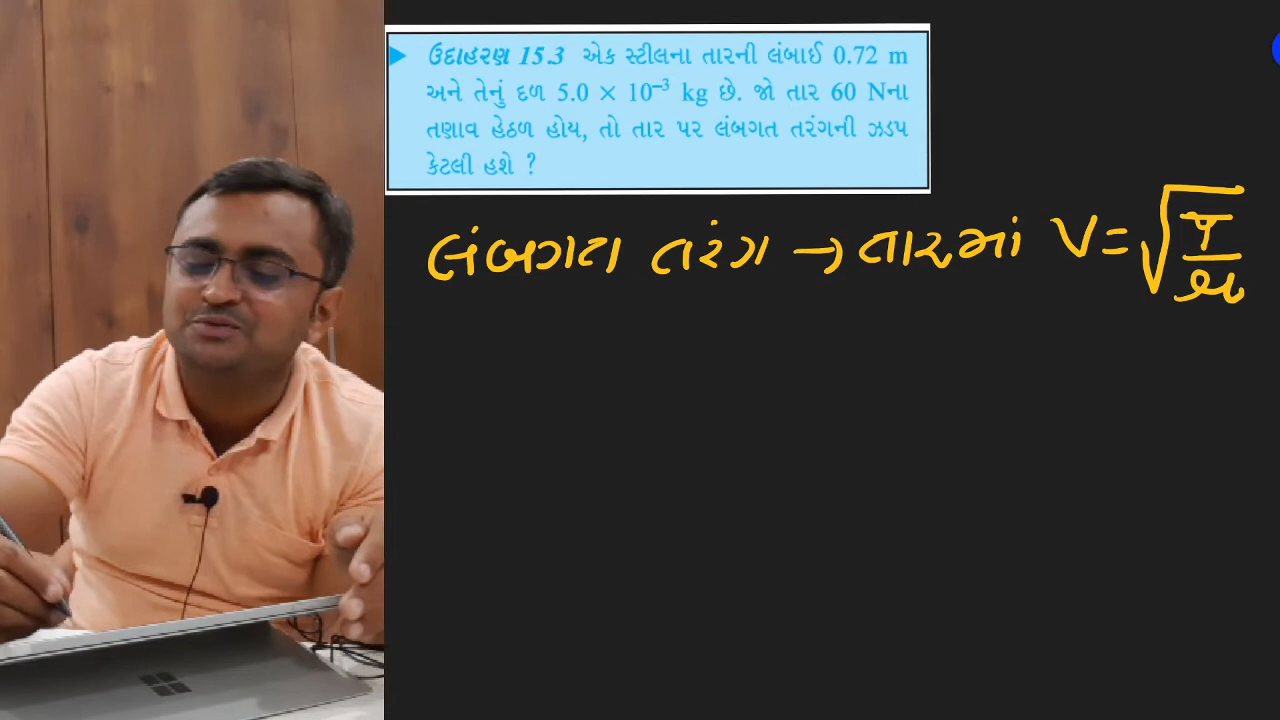 ઉદાહરણ 15.3 એક સ્ટીલના તારની લંબાઈ 0.72 m
અને તેનું દળ 5.0 × 10⁻³ kg છે. જો તાર 60 Nના
તણાવ હેઠળ હોય, તો તાર પર લંબગત તરંગની ઝડપ
કેટલી હશે ?
લંબગત તરંગ → તારમાં V = √(T/μ)